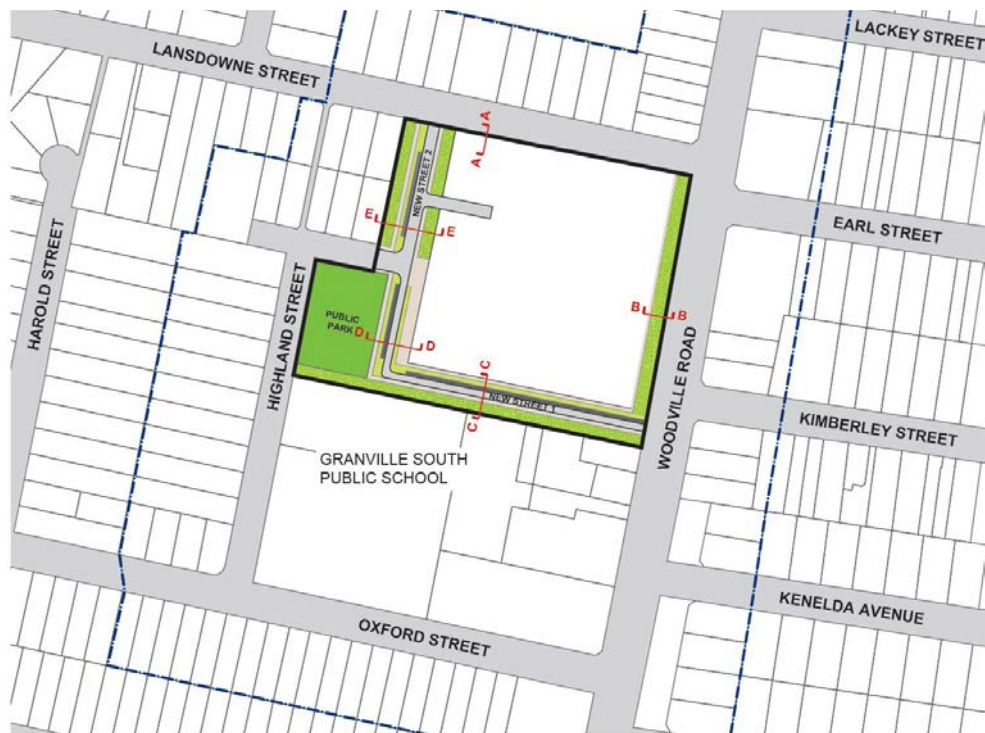 LACKEY STREET
LANSDOWNE STREET
A
A
NEW STREET 2
E
E
EARL STREET
HAROLD STREET
HIGHLAND STREET
PUBLIC
PARK
D
D
B
B
WOODVILLE ROAD
C
NEW STREET 1
C
KIMBERLEY STREET
GRANVILLE SOUTH
PUBLIC SCHOOL
KENELDA AVENUE
OXFORD STREET